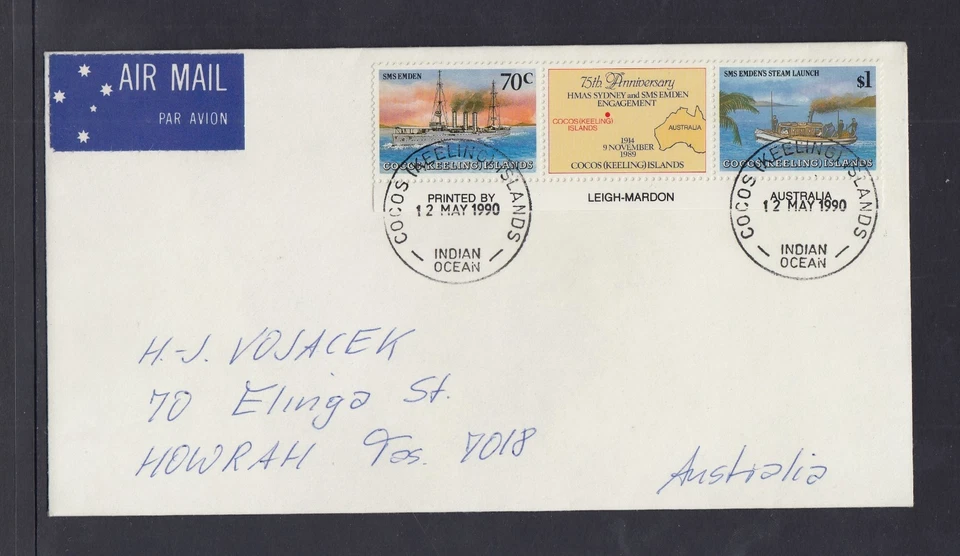 AIR MAIL
PAR AVION
SMS EMDEN
70c
COCOS (KEELING) ISLANDS
75th Anniversary
HMAS SYDNEY and SMS EMDEN
ENGAGEMENT
COCOS (KEELING)
ISLANDS
AUSTRALIA
1914
9 NOVEMBER
1989
COCOS (KEELING) ISLANDS
SMS EMDEN'S STEAM LAUNCH
$1
COCOS (KEELING) ISLANDS
PRINTED BY
LEIGH-MARDON
AUSTRALIA
COCOS (KEELING) ISLANDS
12 MAY 1990
INDIAN
OCEAN
COCOS (KEELING) ISLANDS
12 MAY 1990
INDIAN
OCEAN
H.-J. VOJACEK
70 Elinga St.
HOWRAH Tas. 7018
Australia